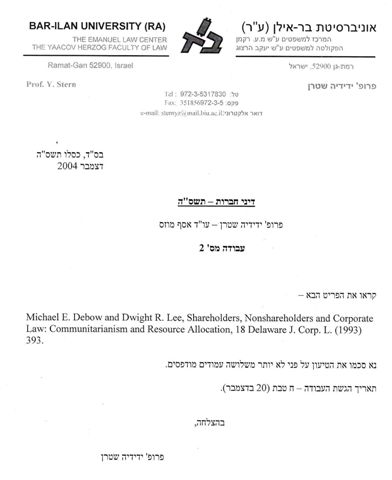 BAR-ILAN UNIVERSITY (RA)
THE EMANUEL LAW CENTER
THE YAACOV HERZOG FACULTY OF LAW
Ramat-Gan 52900, Israel
אוניברסיטת בר-אילן (ע"ר)
המרכז למשפטים ע"ש מ.ע. רקמן
הפקולטה למשפטים ע"ש יעקב הרצוג
רמת-גן 52900, ישראל
Prof. Y. Stern
פרופ' ידידיה שטרן
Tel : 972-3-5317830 טל':
Fax: 351856972-3-5 פקס:
e-mail: sternyz@mail.biu.ac.il דואר אלקטרוני:
בס"ד, כסלו תשס"ה
דצמבר 2004
דיני חברות – תשס"ה
פרופ' ידידיה שטרן – עו"ד אסף מוזס
עבודה מס' 2
קראו את הפריט הבא –
Michael E. Debow and Dwight R. Lee, Shareholders, Nonshareholders and Corporate
Law: Communitarianism and Resource Allocation, 18 Delaware J. Corp. L. (1993)
393.
נא סכמו את הטיעון על פני לא יותר משלושה עמודים מודפסים.
תאריך הגשת העבודה – ח טבת (20 בדצמבר).
בהצלחה,
פרופ' ידידיה שטרן